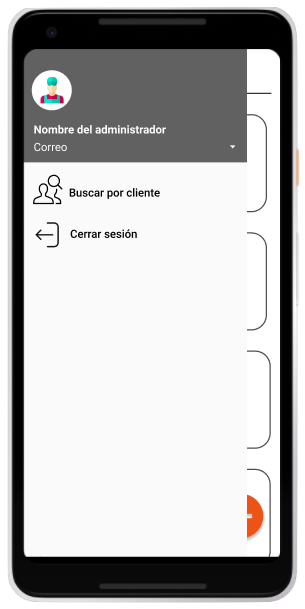 Nombre del administrador
Correo
Buscar por cliente
Cerrar sesión